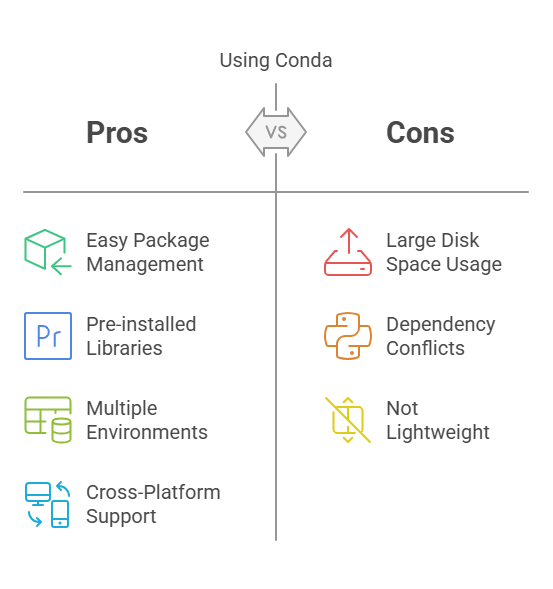 Using Conda
Pros
VS
Cons
Easy Package
Management
Pr
Pre-installed
Libraries
Multiple
Environments
Cross-Platform
Support
Large Disk
Space Usage
Dependency
Conflicts
Not
Lightweight